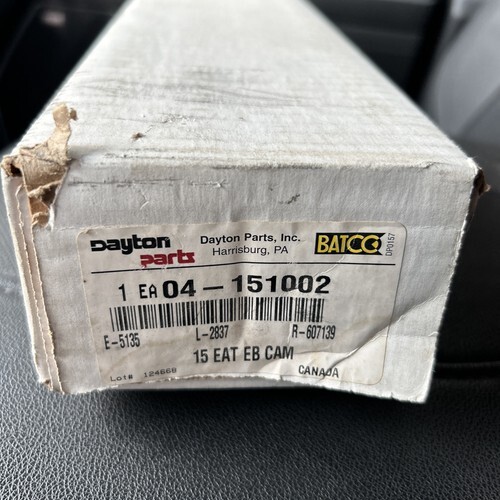 Dayton parts
Dayton Parts, Inc.
Harrisburg, PA
BATCO
DP0157
1 EA 04-151002
E-5135 L-2837 R-607139
15 EAT EB CAM
Lot# 124668 CANADA